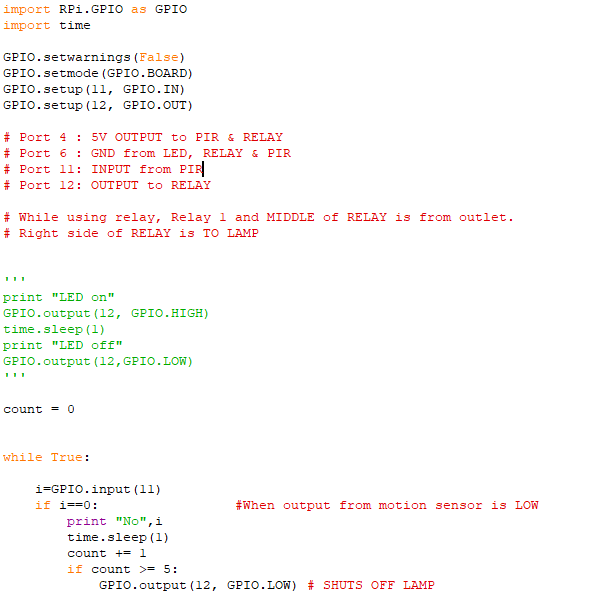 import RPi.GPIO as GPIO
import time
GPIO.setwarnings(False)
GPIO.setmode(GPIO.BOARD)
GPIO.setup(11, GPIO.IN)
GPIO.setup(12, GPIO.OUT)
# Port 4 : 5V OUTPUT to PIR & RELAY
# Port 6 : GND from LED, RELAY & PIR
# Port 11: INPUT from PIR
# Port 12: OUTPUT to RELAY
# While using relay, Relay 1 and MIDDLE of RELAY is from outlet.
# Right side of RELAY is TO LAMP
'''
print "LED on"
GPIO.output(12, GPIO.HIGH)
time.sleep(1)
print "LED off"
GPIO.output(12,GPIO.LOW)
'''
count = 0
while True:
    i=GPIO.input(11)
    if i==0:                 #When output from motion sensor is LOW
        print "No",i
        time.sleep(1)
        count += 1
        if count >= 5:
            GPIO.output(12, GPIO.LOW) # SHUTS OFF LAMP